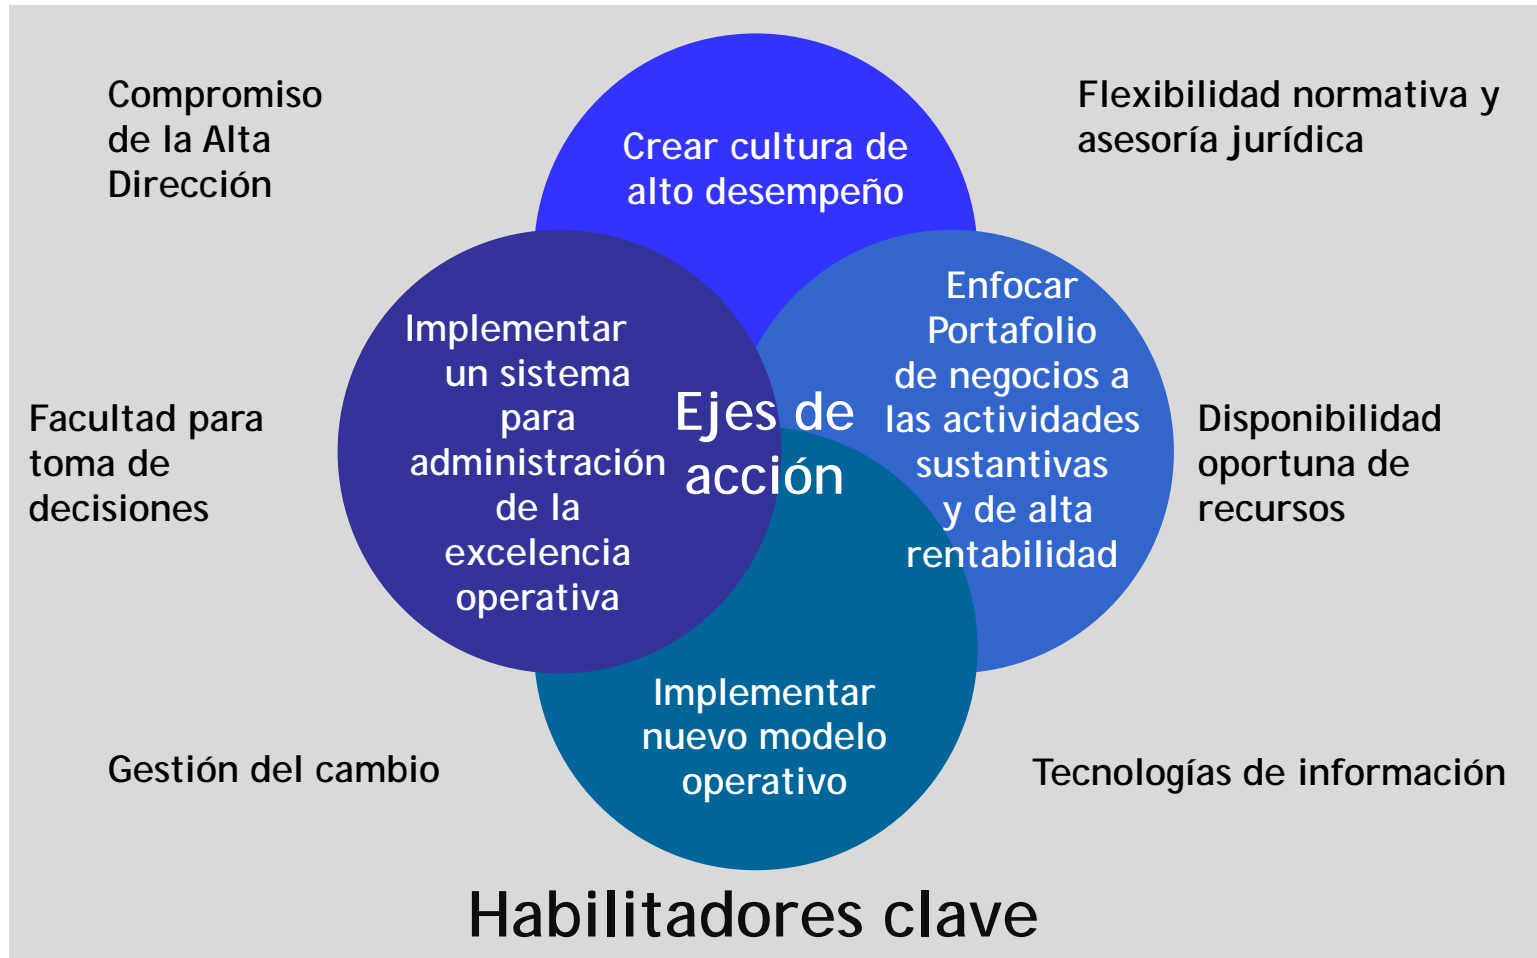 Compromiso
de la Alta
Dirección
Crear cultura de
alto desempeño
Flexibilidad normativa y
asesoría jurídica
Facultad para
toma de
decisiones
Implementar
un sistema
para
administración
de la
excelencia
operativa
Ejes de
acción
Enfocar
Portafolio
de negocios a
las actividades
sustantivas
y de alta
rentabilidad
Disponibilidad
oportuna de
recursos
Gestión del cambio
Implementar
nuevo modelo
operativo
Tecnologías de información
Habilitadores clave